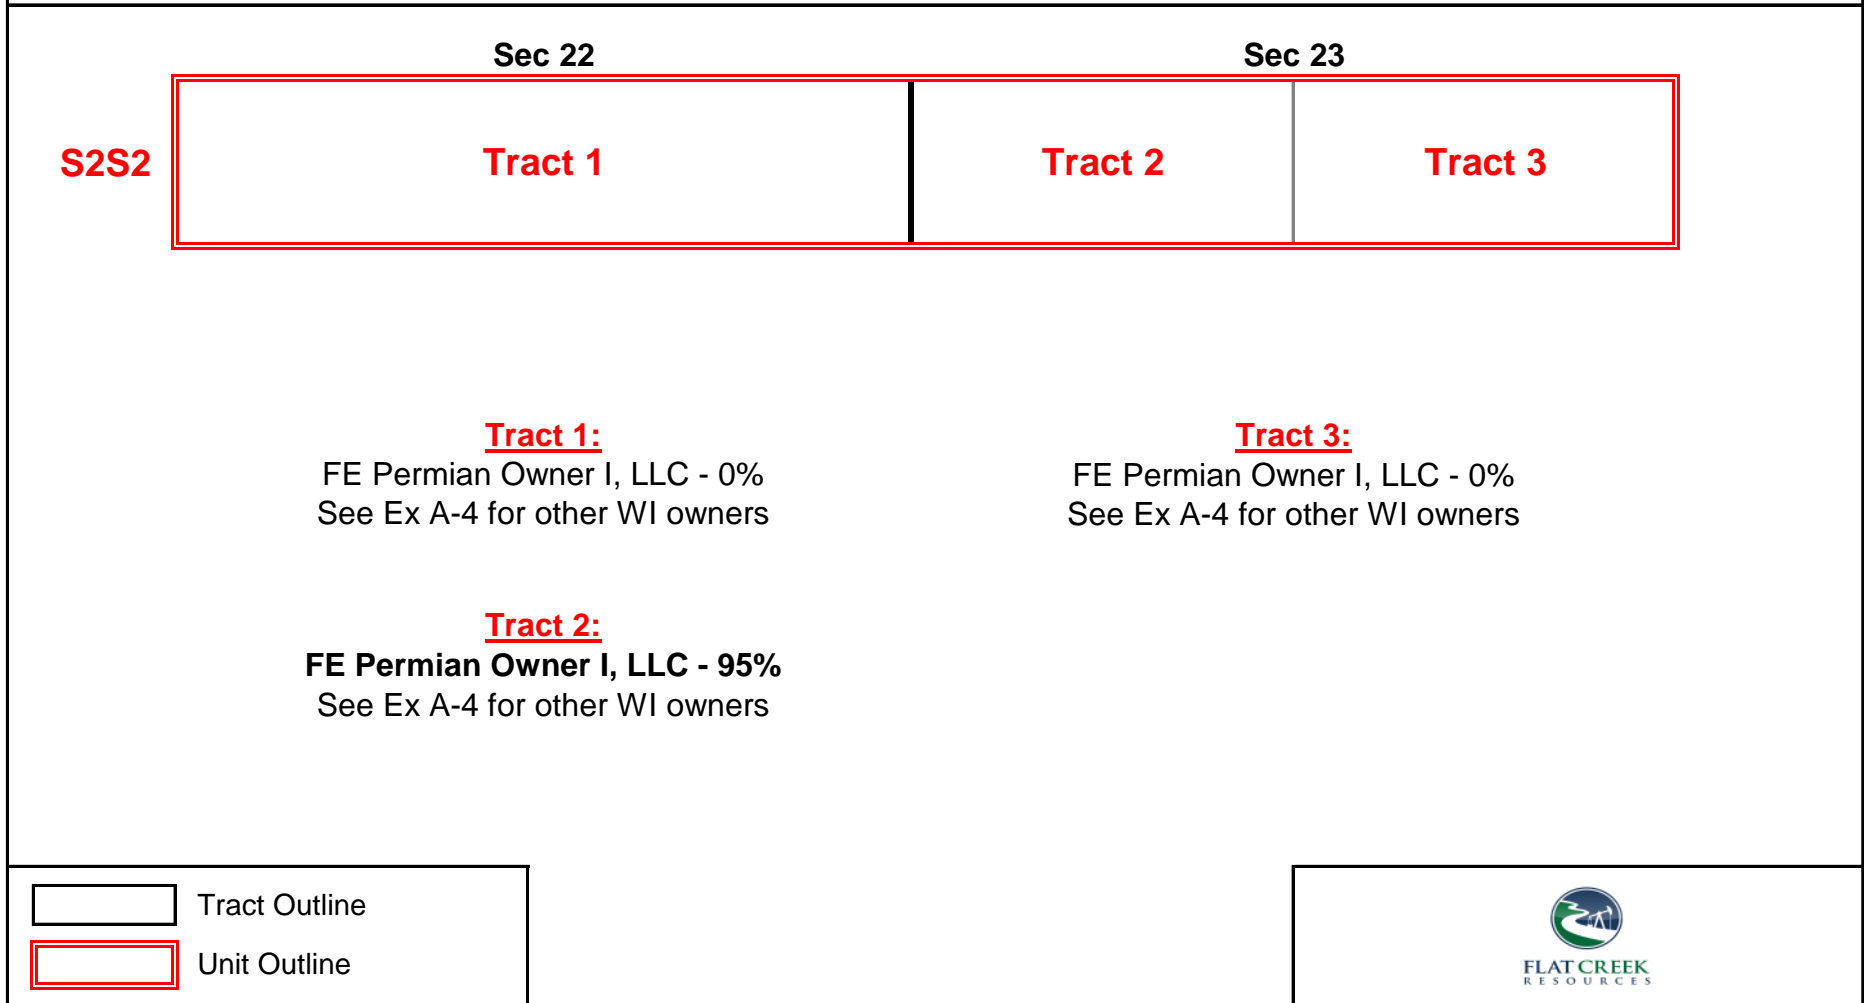 Sec 22
Sec 23
S2S2
Tract 1
Tract 2
Tract 3
Tract 1:
FE Permian Owner I, LLC - 0%
See Ex A-4 for other WI owners
Tract 3:
FE Permian Owner I, LLC - 0%
See Ex A-4 for other WI owners
Tract 2:
FE Permian Owner I, LLC - 95%
See Ex A-4 for other WI owners
Tract Outline
Unit Outline
FLAT CREEK
RESOURCES